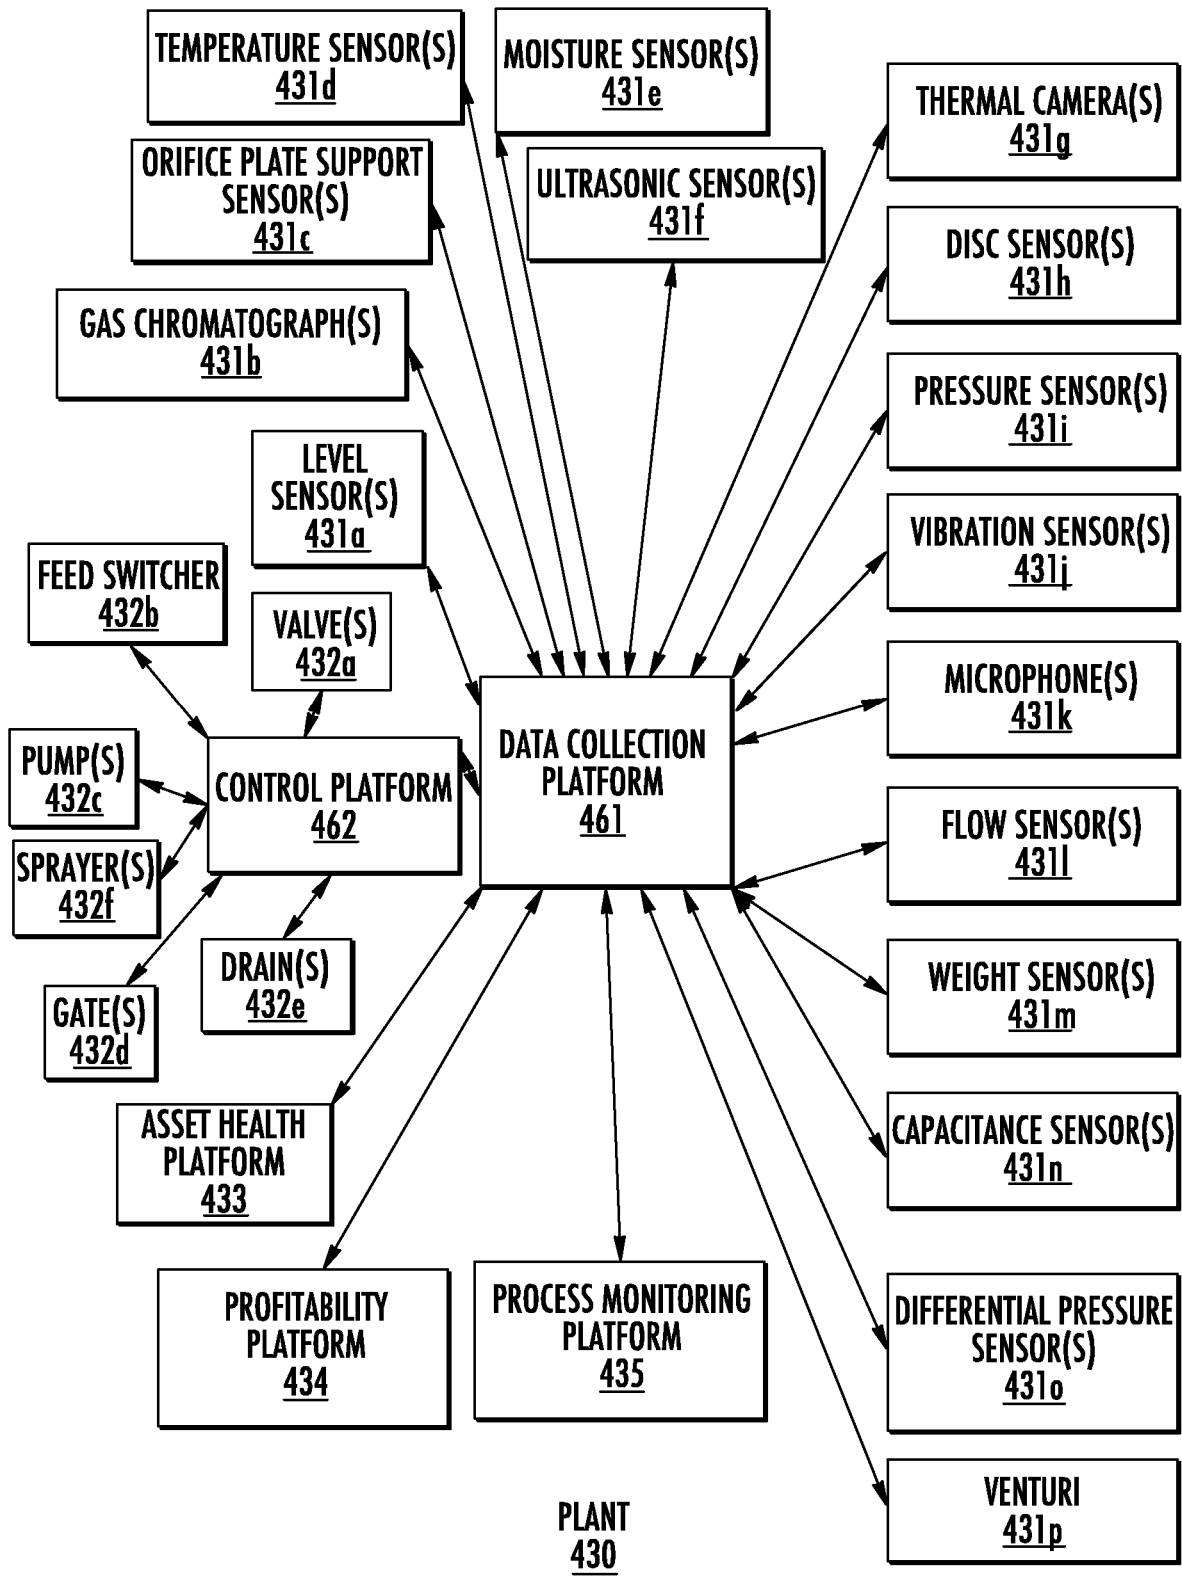 TEMPERATURE SENSOR(S)
431d
MOISTURE SENSOR(S)
431e
THERMAL CAMERA(S)
431g
ORIFICE PLATE SUPPORT
SENSOR(S)
431c
ULTRASONIC SENSOR(S)
431f
DISC SENSOR(S)
431h
GAS CHROMATOGRAPH(S)
431b
PRESSURE SENSOR(S)
431i
LEVEL
SENSOR(S)
431a
VIBRATION SENSOR(S)
431j
FEED SWITCHER
432b
VALVE(S)
432a
MICROPHONE(S)
431k
PUMP(S)
432c
CONTROL PLATFORM
462
DATA COLLECTION
PLATFORM
461
FLOW SENSOR(S)
431l
SPRAYER(S)
432f
DRAIN(S)
432e
WEIGHT SENSOR(S)
431m
GATE(S)
432d
ASSET HEALTH
PLATFORM
433
CAPACITANCE SENSOR(S)
431n
PROFITABILITY
PLATFORM
434
PROCESS MONITORING
PLATFORM
435
DIFFERENTIAL PRESSURE
SENSOR(S)
431o
VENTURI
431p
PLANT
430